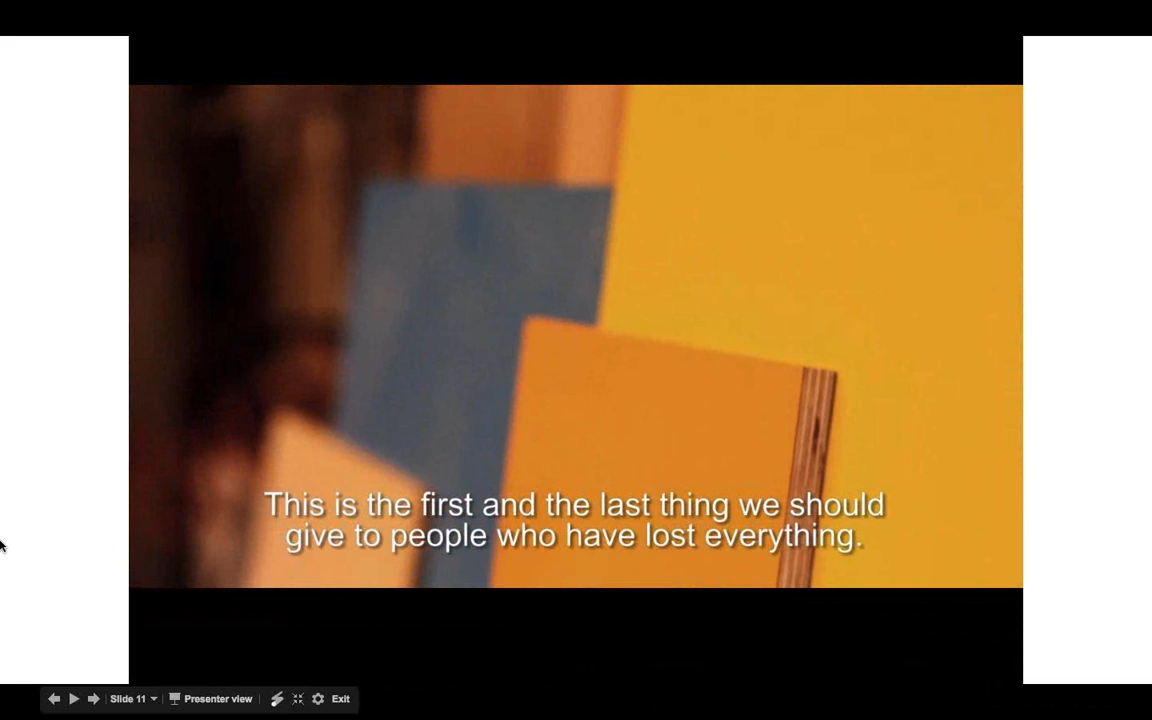 This is the first and the last thing we should
give to people who have lost everything.
Slide 11 Presenter view Exit